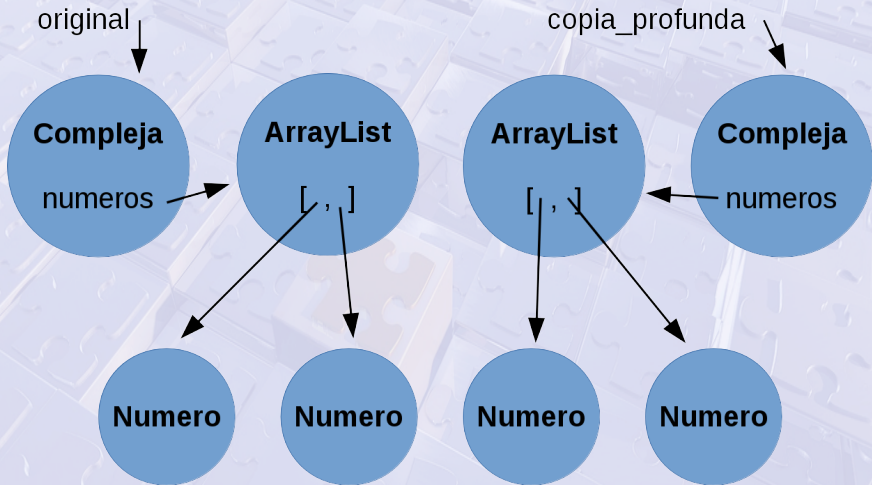 original
copia_profunda
Compleja
numeros
ArrayList
[ , ]
ArrayList
[ , ]
Compleja
numeros
Numero
Numero
Numero
Numero